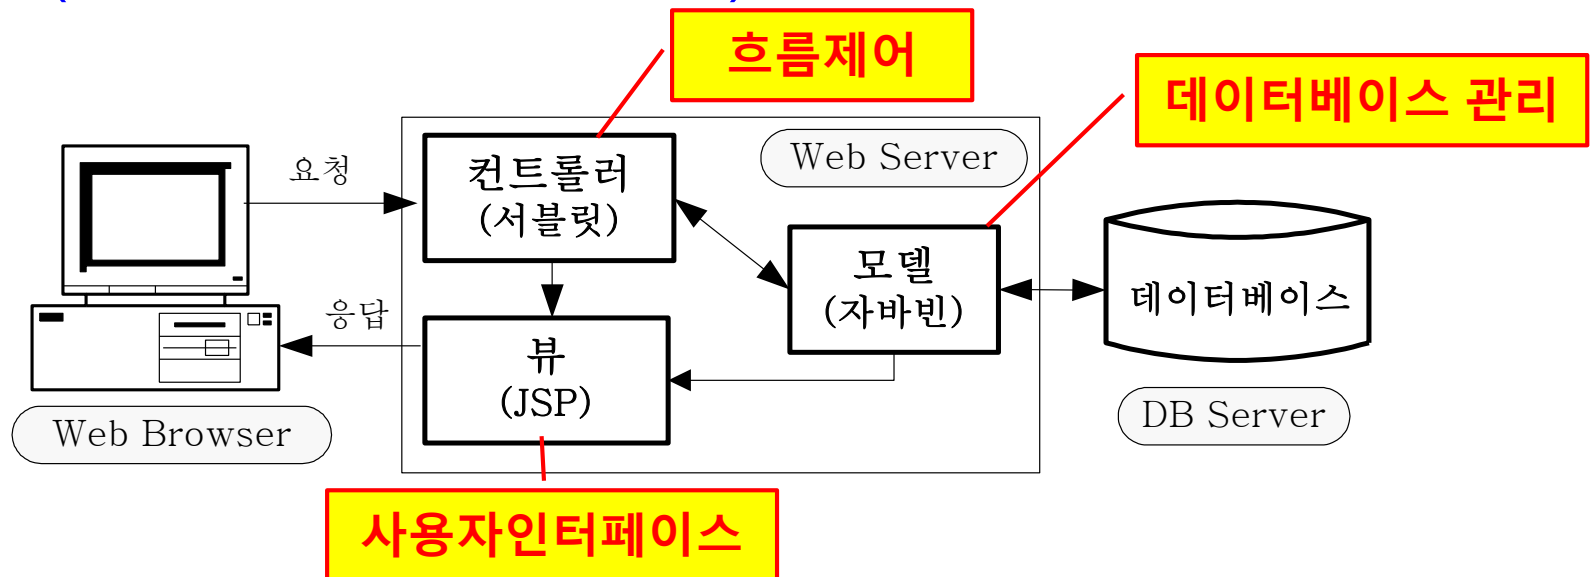 흐름제어
데이터베이스 관리
컨트롤러
(서블릿)
Web Server
요청
모델
(자바빈)
데이터베이스
응답
뷰
(JSP)
Web Browser
DB Server
사용자인터페이스